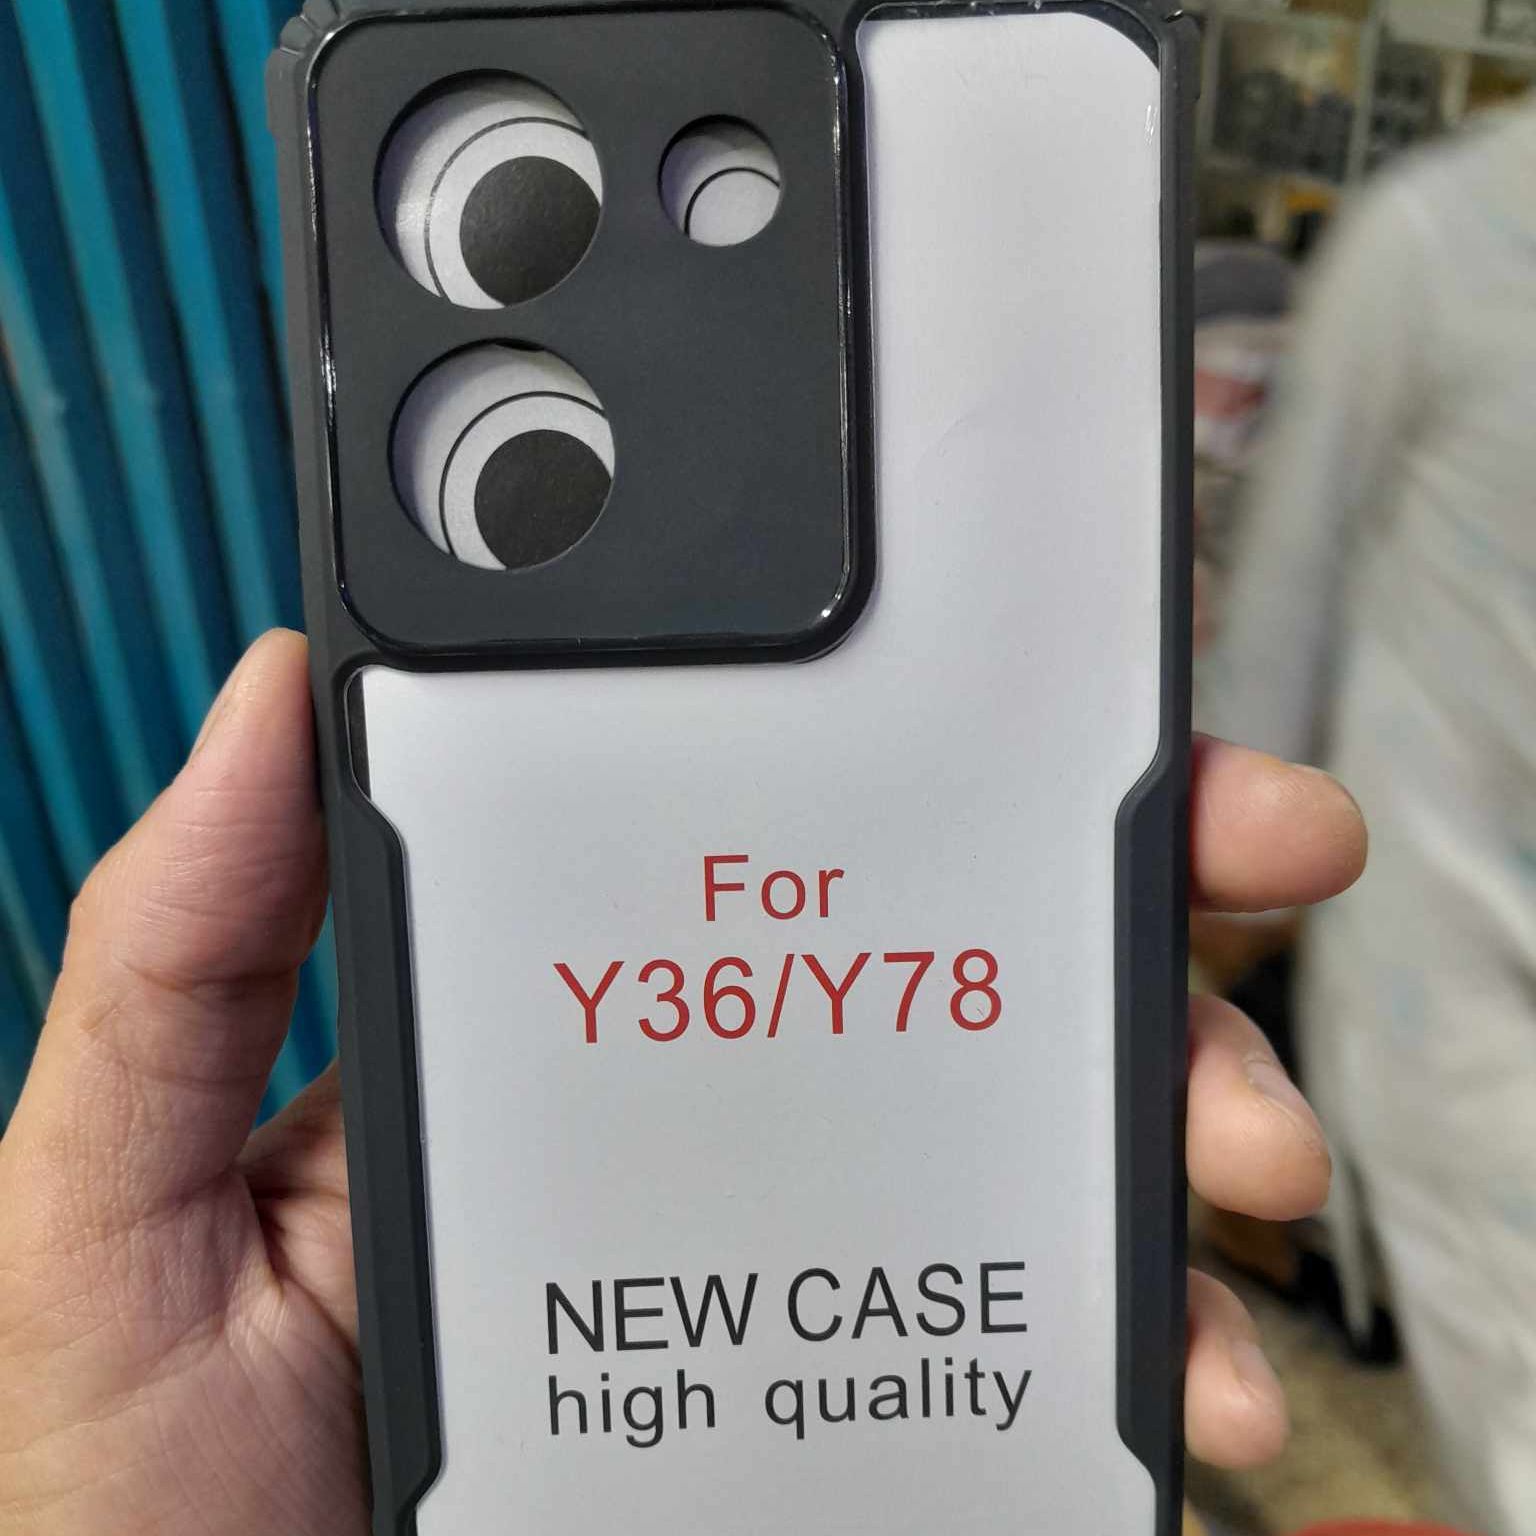 For
Y36/Y78
NEW CASE
high quality